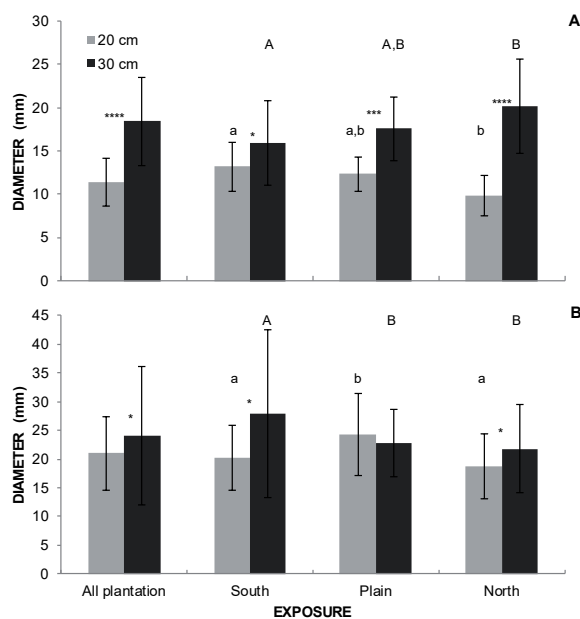 A
DIAMETER (mm)
30
25
20
15
10
5
0
20 cm
30 cm
A
A,B
B
****
a
*
a,b
***
b
****
B
DIAMETER (mm)
45
40
35
30
25
20
15
10
5
0
A
B
B
*
a
*
b
a
*
All plantation
South
Plain
North
EXPOSURE